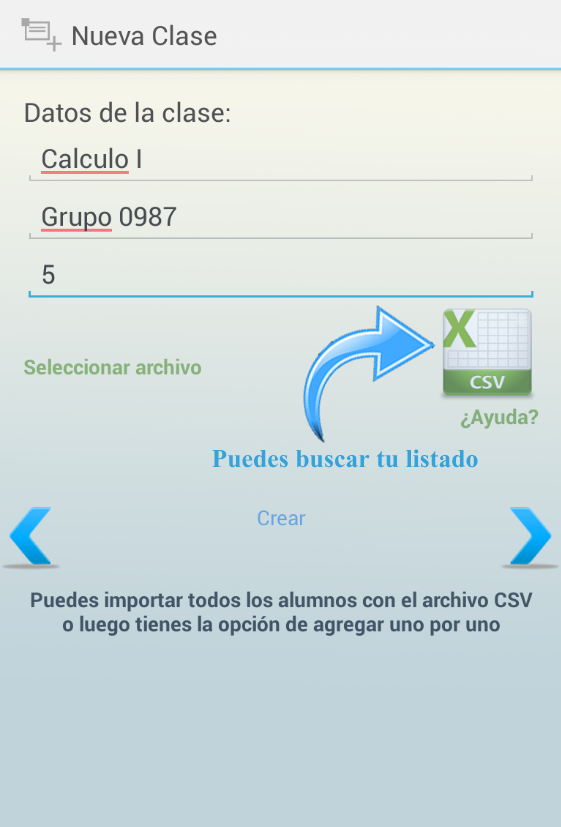 Nueva Clase
Datos de la clase:
Calculo I
Grupo 0987
5
Seleccionar archivo
X
CSV
¿Ayuda?
Puedes buscar tu listado
Crear
Puedes importar todos los alumnos con el archivo CSV
o luego tienes la opción de agregar uno por uno